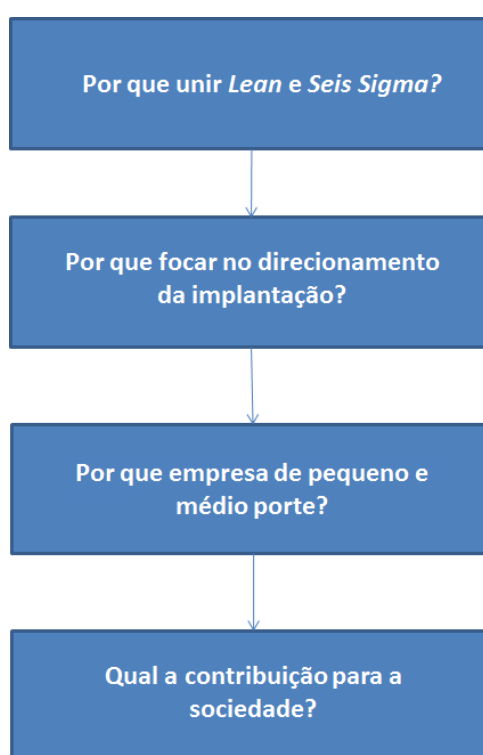 Por que unir Lean e Seis Sigma?
Por que focar no direcionamento
da implantação?
Por que empresa de pequeno e
médio porte?
Qual a contribuição para a
sociedade?